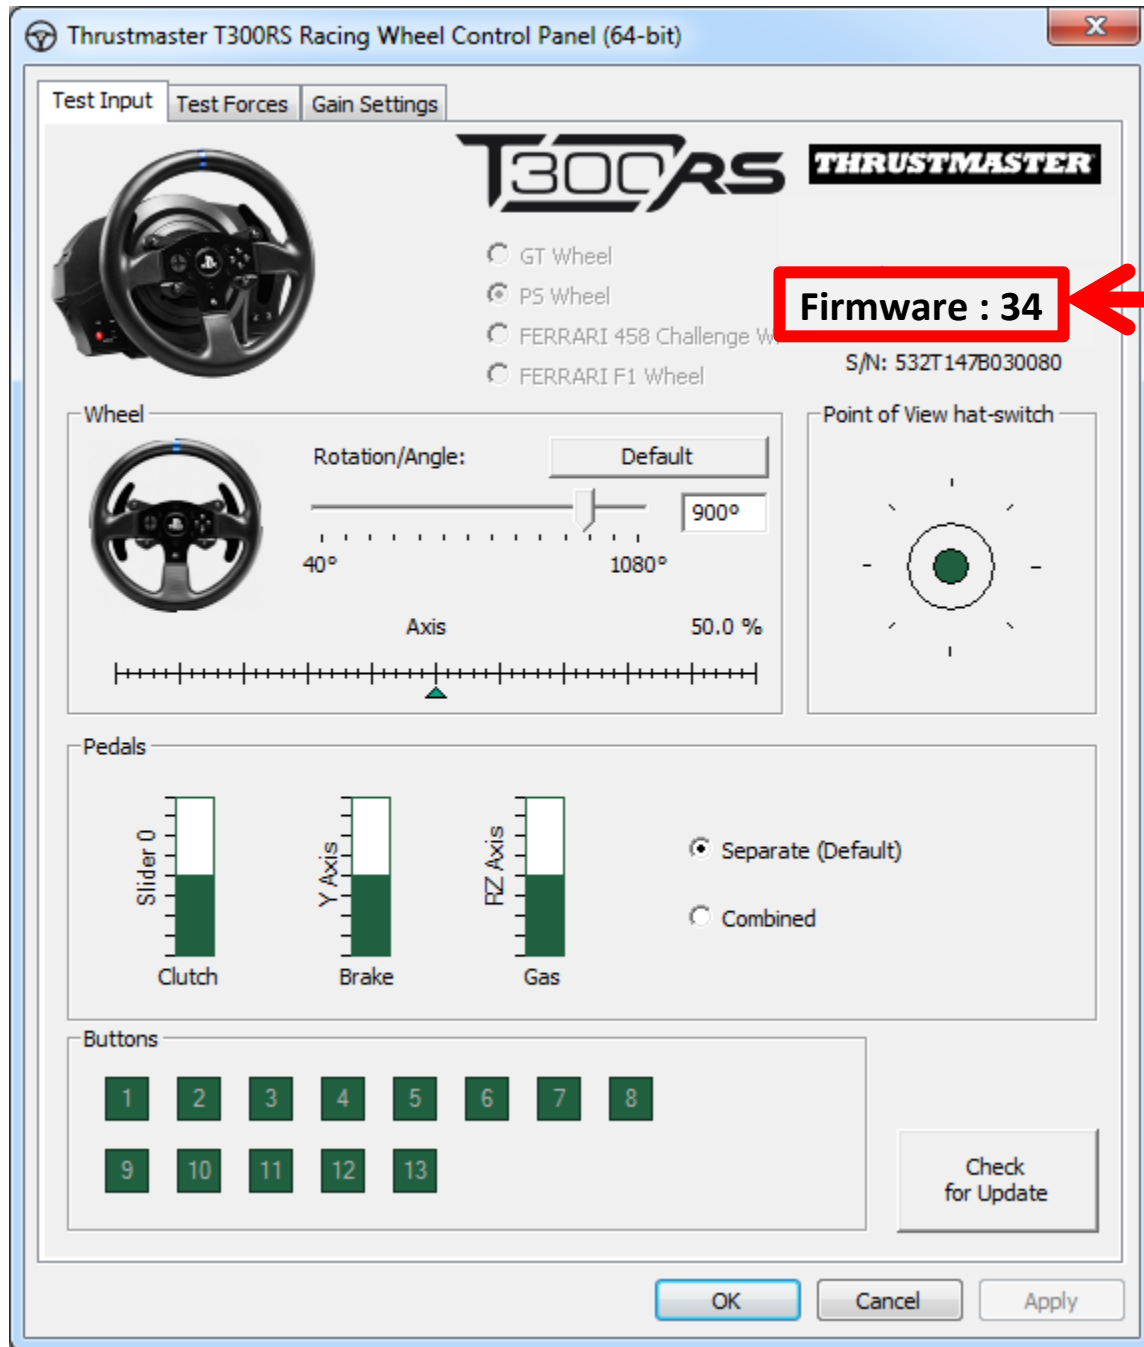 Thrustmaster T300RS Racing Wheel Control Panel (64-bit)
x
Test Input
Test Forces
Gain Settings
T300RS
THRUSTMASTER
GT Wheel
PS Wheel
FERRARI 458 Challenge W
FERRARI F1 Wheel
Firmware : 34
S/N: 532T147B030080
Wheel
Rotation/Angle:
Default
900°
40°
1080°
Axis
50.0 %
Point of View hat-switch
Pedals
Slider 0
Clutch
Y Axis
Brake
RZ Axis
Gas
Separate (Default)
Combined
Buttons
1 2 3 4 5 6 7 8
9 10 11 12 13
Check
for Update
OK
Cancel
Apply